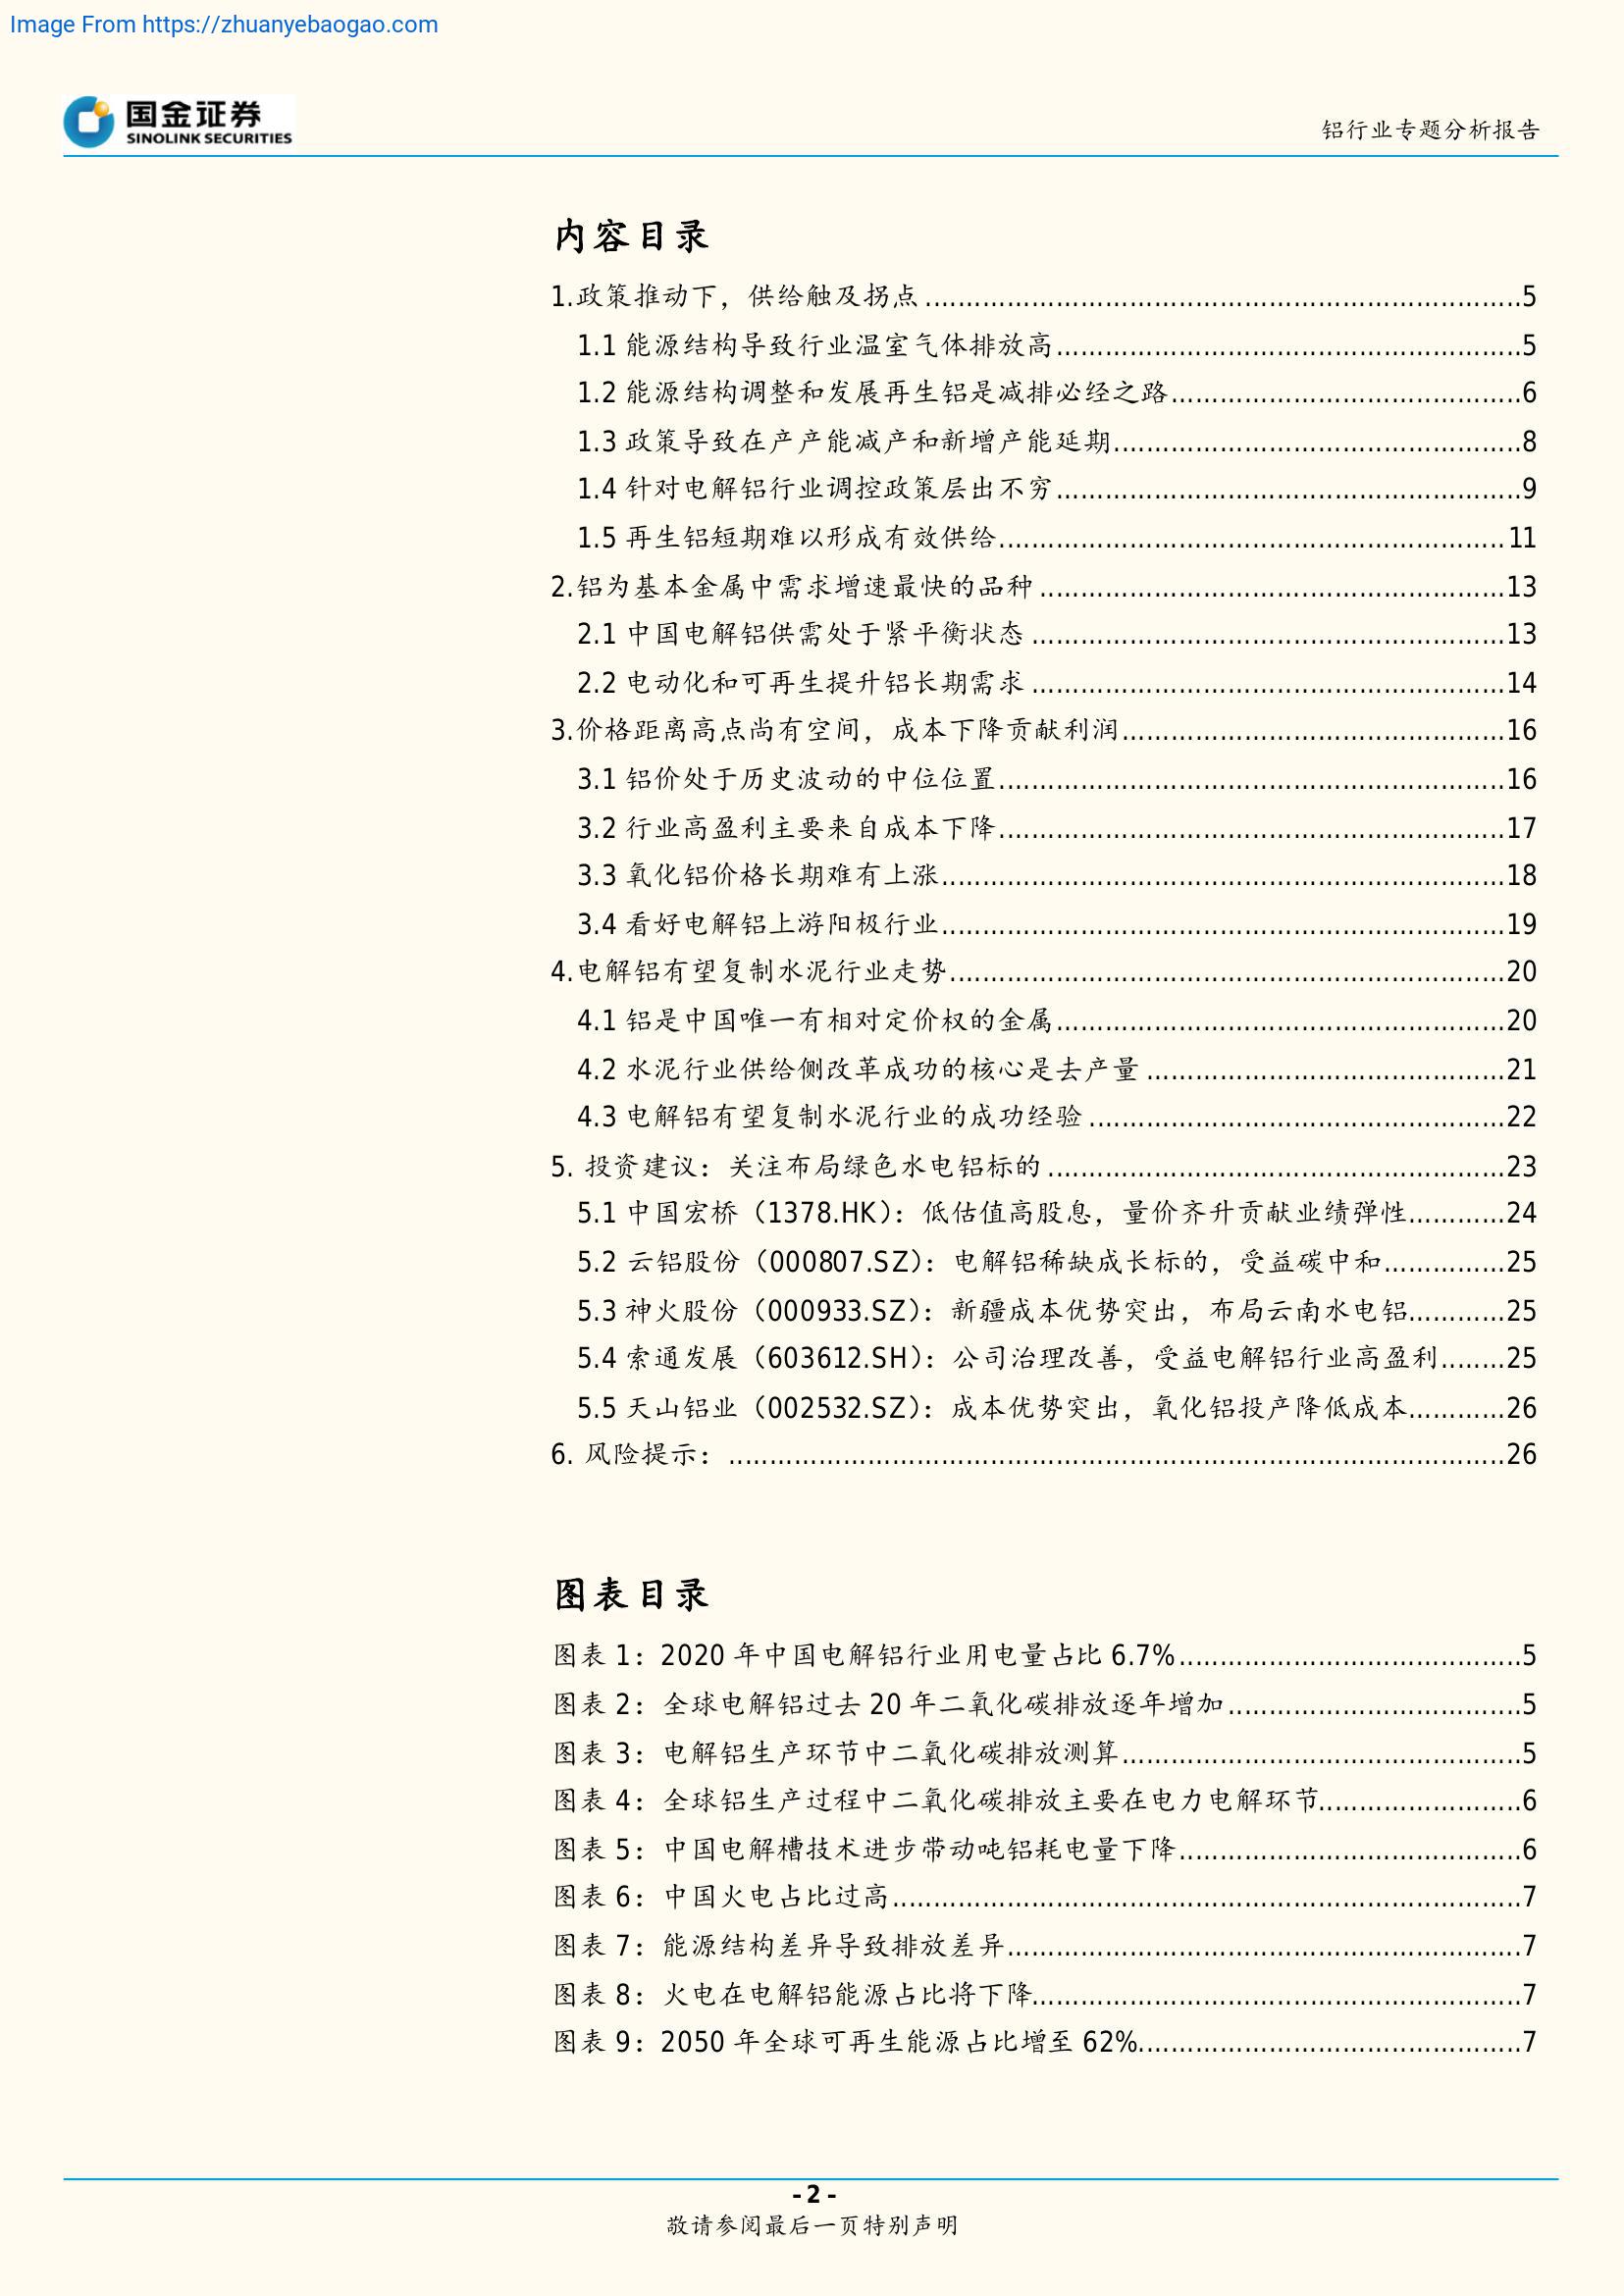 Image From https://zhuanyebaogao.com
国金证券
SINOLINK SECURITIES
铝行业专题分析报告
内容目录
1.政策推动下，供给触及拐点......5
1.1 能源结构导致行业温室气体排放高......5
1.2 能源结构调整和发展再生铝是减排必经之路......6
1.3 政策导致在产产能减产和新增产能延期......8
1.4 针对电解铝行业调控政策层出不穷......9
1.5 再生铝短期难以形成有效供给......11
2.铝为基本金属中需求增速最快的品种......13
2.1 中国电解铝供需处于紧平衡状态......13
2.2 电动化和可再生提升铝长期需求......14
3.价格距离高点尚有空间，成本下降贡献利润......16
3.1 铝价处于历史波动的中位位置......16
3.2 行业高盈利主要来自成本下降......17
3.3 氧化铝价格长期难有上涨......18
3.4 看好电解铝上游阳极行业......19
4.电解铝有望复制水泥行业走势......20
4.1 铝是中国唯一有相对定价权的金属......20
4.2 水泥行业供给侧改革成功的核心是去产量......21
4.3 电解铝有望复制水泥行业的成功经验......22
5. 投资建议：关注布局绿色水电铝标的......23
5.1 中国宏桥（1378.HK）：低估值高股息，量价齐升贡献业绩弹性......24
5.2 云铝股份（000807.SZ）：电解铝稀缺成长标的，受益碳中和......25
5.3 神火股份（000933.SZ）：新疆成本优势突出，布局云南水电铝......25
5.4 索通发展（603612.SH）：公司治理改善，受益电解铝行业高盈利......25
5.5 天山铝业（002532.SZ）：成本优势突出，氧化铝投产降低成本......26
6. 风险提示：......26
图表目录
图表 1：2020 年中国电解铝行业用电量占比 6.7%......5
图表 2：全球电解铝过去 20 年二氧化碳排放逐年增加......5
图表 3：电解铝生产环节中二氧化碳排放测算......5
图表 4：全球铝生产过程中二氧化碳排放主要在电力电解环节......6
图表 5：中国电解槽技术进步带动吨铝耗电量下降......6
图表 6：中国火电占比过高......7
图表 7：能源结构差异导致排放差异......7
图表 8：火电在电解铝能源占比将下降......7
图表 9：2050 年全球可再生能源占比增至 62%......7
- 2 -
敬请参阅最后一页特别声明